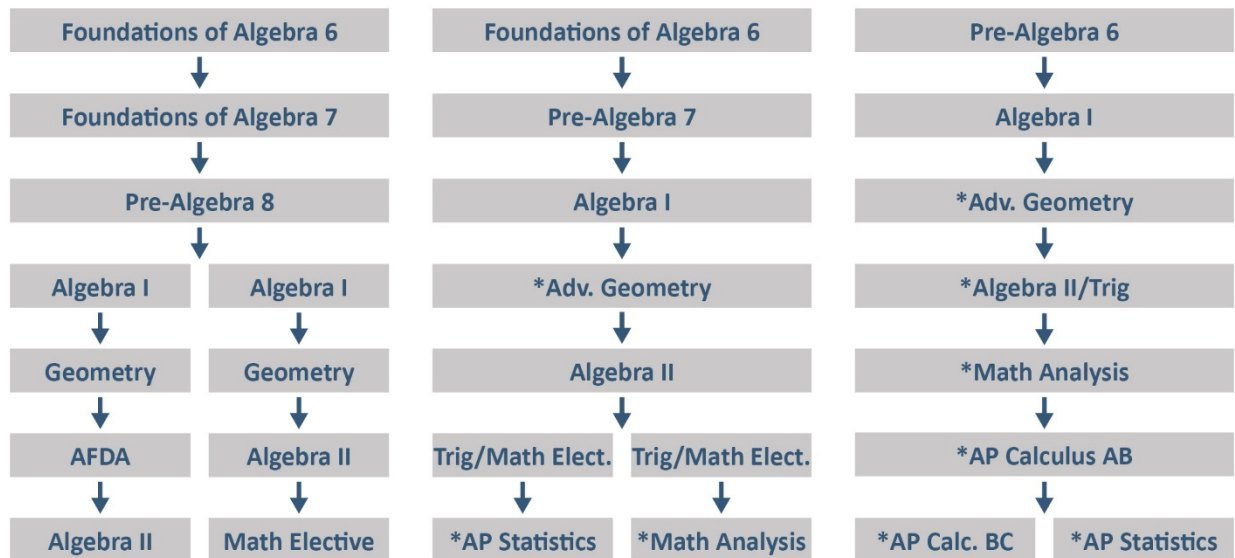 Foundations of Algebra 6
Foundations of Algebra 7
Pre-Algebra 8
Algebra I
Geometry
AFDA
Algebra II
Algebra I
Geometry
Algebra II
Math Elective
Foundations of Algebra 6
Pre-Algebra 7
Algebra I
*Adv. Geometry
Algebra II
Trig/Math Elect.
*AP Statistics
Trig/Math Elect.
*Math Analysis
Pre-Algebra 6
Algebra I
*Adv. Geometry
*Algebra II/Trig
*Math Analysis
*AP Calculus AB
*AP Calc. BC
*AP Statistics